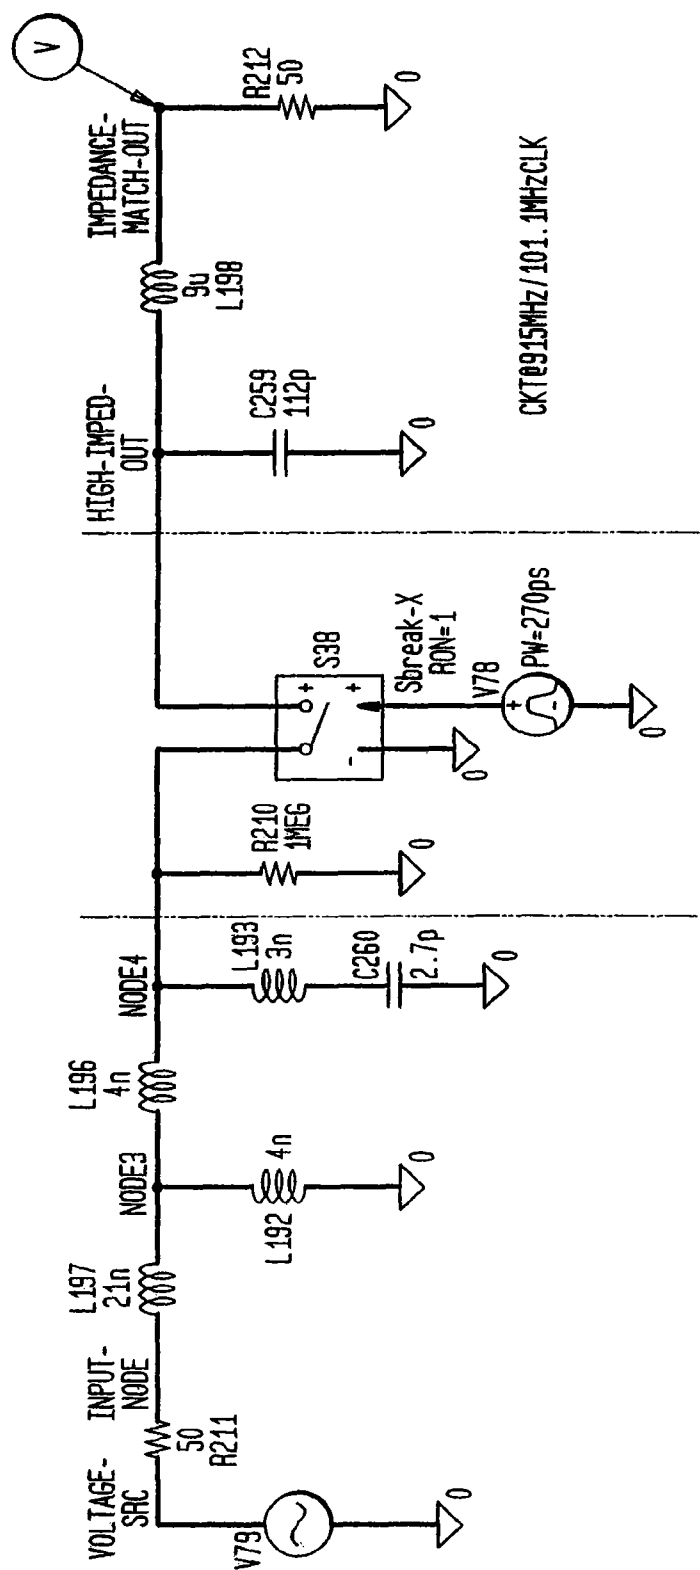 VOLTAGE-
SRC
V79
0
50
R211
INPUT-
NODE
L197
21n
NODE3
L192
4n
0
L196
4n
NODE4
L193
3n
C260
2.7p
0
R210
1MEG
0
S38
+
+
-
0
Sbreak-X
RON=1
V78
+
-
PW=270ps
0
HIGH-IMPED-
OUT
C259
112p
0
9u
L198
IMPEDANCE-
MATCH-OUT
V
R212
50
0
CKT@915MHz/101.1MHzCLK